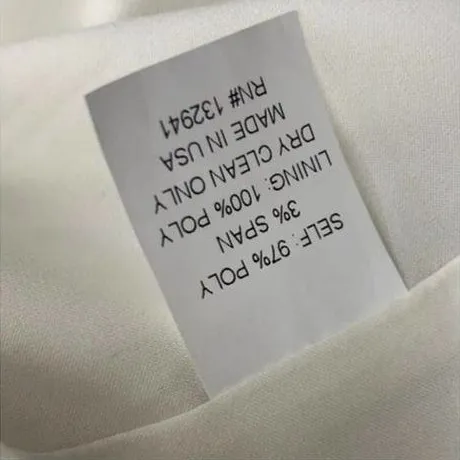 SELF: 97% POLY
3% SPAN
LINING: 100% POLY
DRY CLEAN ONLY
MADE IN USA
RN# 132941